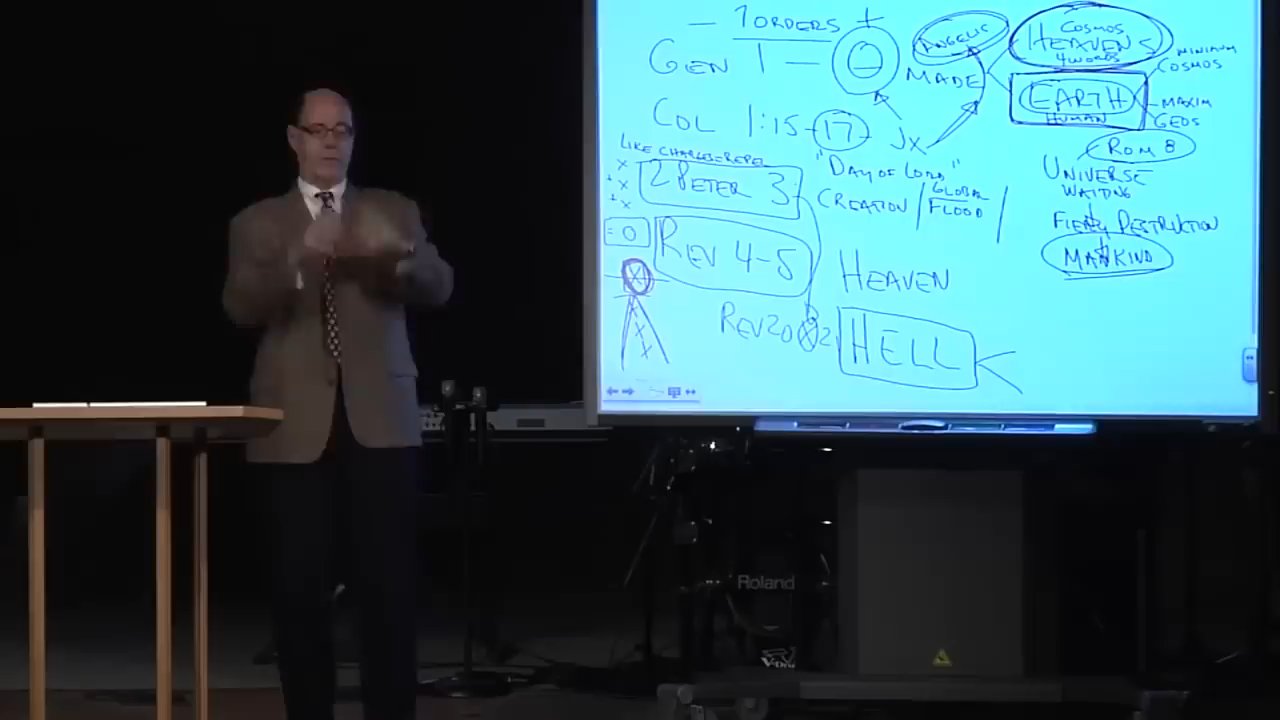 — 7 ORDERS +
GEN 1 — MADE
ANGELIC
COSMOS
HEAVENS
4 WORDS
MINIMUM
COSMOS
EARTH
HUMAN
MAXIM
GEOS
COL 1:15-17 JX
LIKE CHARGES REPEL
2 PETER 3
"DAY OF LORD"
CREATION / GLOBAL FLOOD /
ROM 8
UNIVERSE
WAITING
FIERY DESTRUCTION
MANKIND
= 0
REV 4-5
HEAVEN
REV 20
HELL
Roland
V-Drums